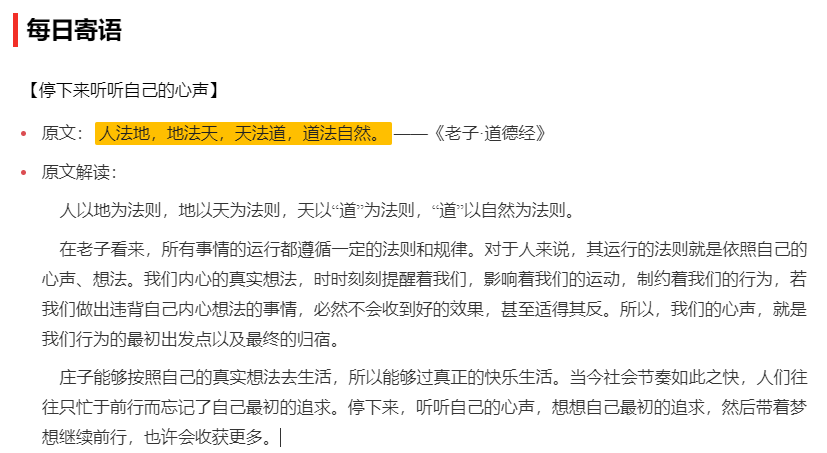 每日寄语
【停下来听听自己的心声】
原文：人法地，地法天，天法道，道法自然。——《老子·道德经》
原文解读：
人以地为法则，地以天为法则，天以“道”为法则，“道”以自然为法则。
在老子看来，所有事情的运行都遵循一定的法则和规律。对于人来说，其运行的法则就是依照自己的
心声、想法。我们内心的真实想法，时时刻刻提醒着我们，影响着我们的运动，制约着我们的行为，若
我们做出违背自己内心想法的事情，必然不会收到好的效果，甚至适得其反。所以，我们的心声，就是
我们行为的最初出发点以及最终的归宿。
庄子能够按照自己的真实想法去生活，所以能够过真正的快乐生活。当今社会节奏如此之快，人们往
往只忙于前行而忘记了自己最初的追求。停下来，听听自己的心声，想想自己最初的追求，然后带着梦
想继续前行，也许会收获更多。